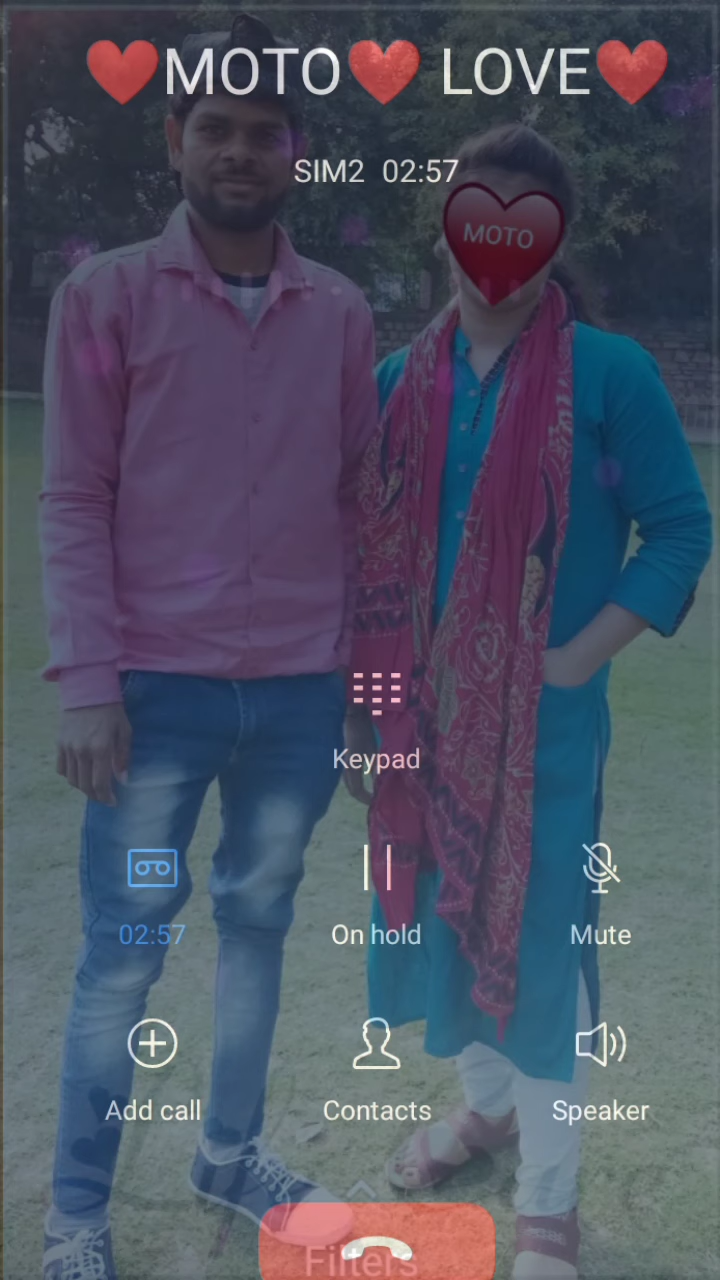 ❤️MOTO❤️ LOVE❤️
SIM2 02:57
MOTO
Keypad
02:57
On hold
Mute
Add call
Contacts
Speaker
Filters